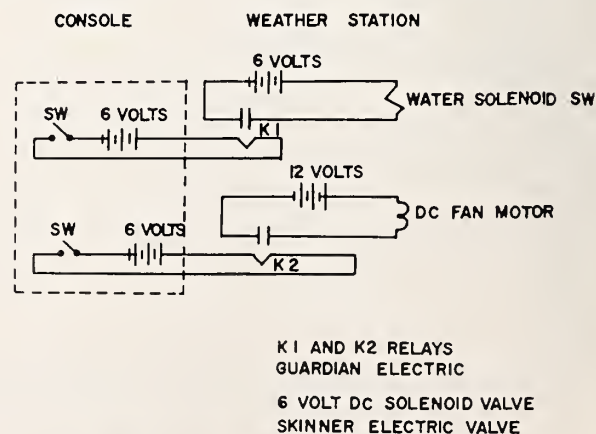 CONSOLE
WEATHER STATION
6 VOLTS
WATER SOLENOID SW
SW
6 VOLTS
K1
12 VOLTS
DC FAN MOTOR
SW
6 VOLTS
K2
K1 AND K2 RELAYS
GUARDIAN ELECTRIC
6 VOLT DC SOLENOID VALVE
SKINNER ELECTRIC VALVE